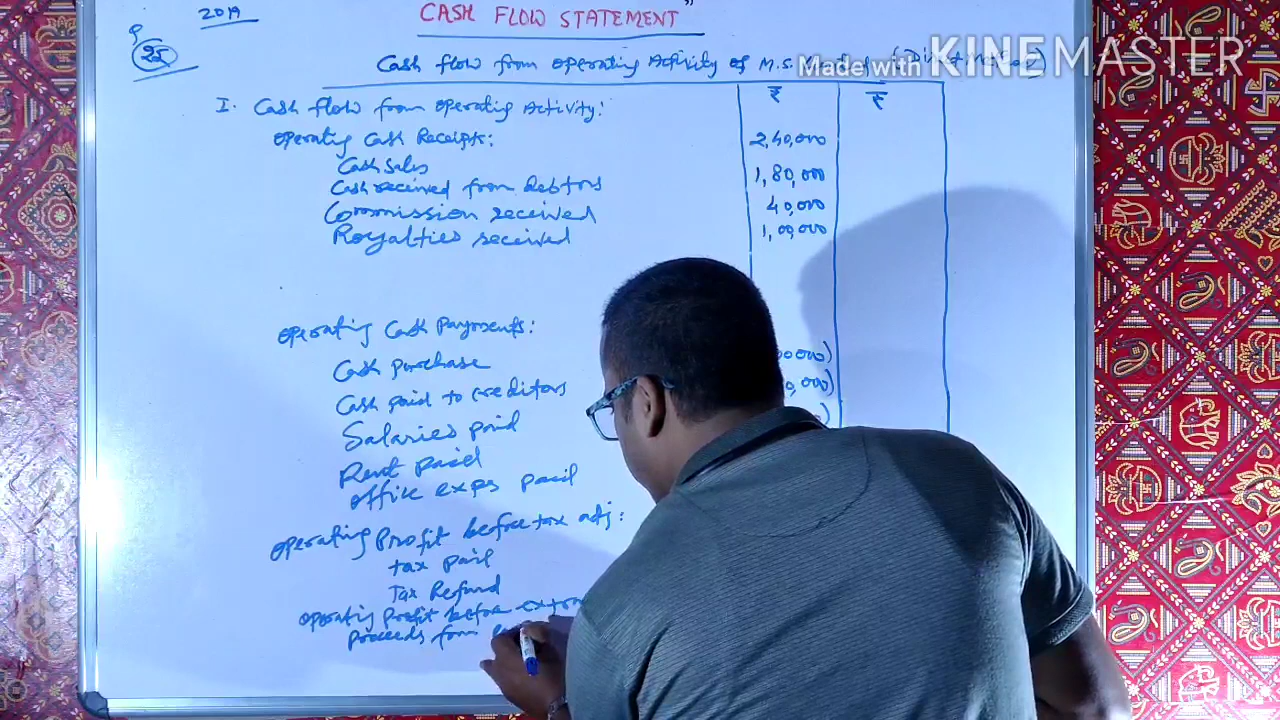 2019
CASH FLOW STATEMENT"
Q
25
Cash flow from operating Activity of M.S.
Made with KINEMASTER
₹ ₹
I. Cash flow from operating Activity:
Operating Cash Receipts: 2,40,000
Cash sales
Cash received from debtors 1,80,000
Commission received 40,000
Royalties received 1,00,000
Operating Cash Payments:
Cash purchase
Cash paid to creditors
Salaries paid
Rent paid
office exps paid
Operating Profit before tax adj:
tax paid
Tax Refund
Operating Profit before
Proceeds from